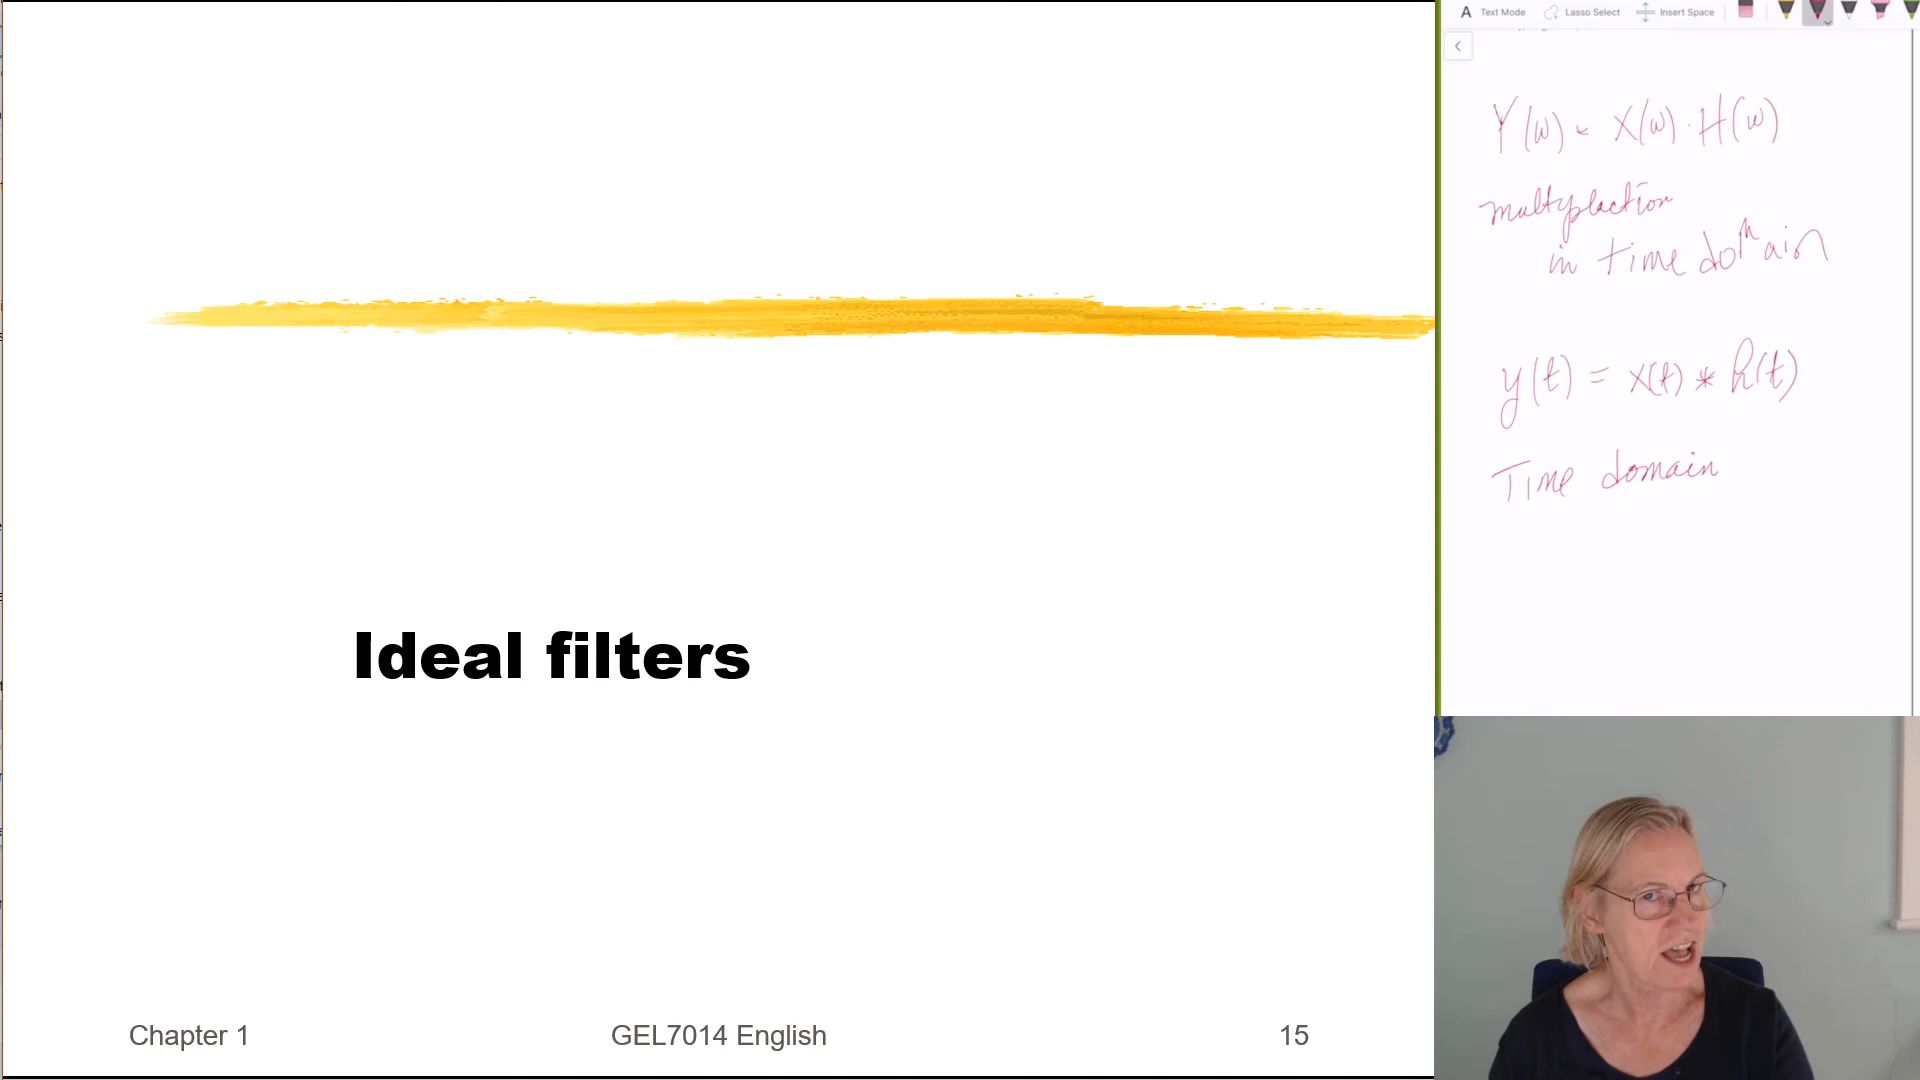 Ideal filters
Chapter 1
GEL7014 English
15
A Text Mode
Lasso Select
Insert Space
Y(ω) = X(ω) · H(ω)
multyplaction
in time domain
y(t) = x(t) * h(t)
Time domain